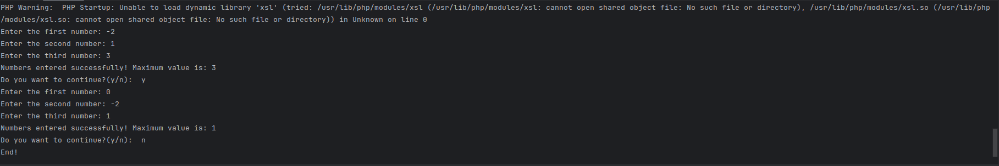 PHP Warning:  PHP Startup: Unable to load dynamic library 'xsl' (tried: /usr/lib/php/modules/xsl (/usr/lib/php/modules/xsl: cannot open shared object file: No such file or directory), /usr/lib/php/modules/xsl.so (/usr/lib/php
/modules/xsl.so: cannot open shared object file: No such file or directory)) in Unknown on line 0
Enter the first number: -2
Enter the second number: 1
Enter the third number: 3
Numbers entered successfully! Maximum value is: 3
Do you want to continue?(y/n):  y
Enter the first number: 0
Enter the second number: -2
Enter the third number: 1
Numbers entered successfully! Maximum value is: 1
Do you want to continue?(y/n):  n
End!